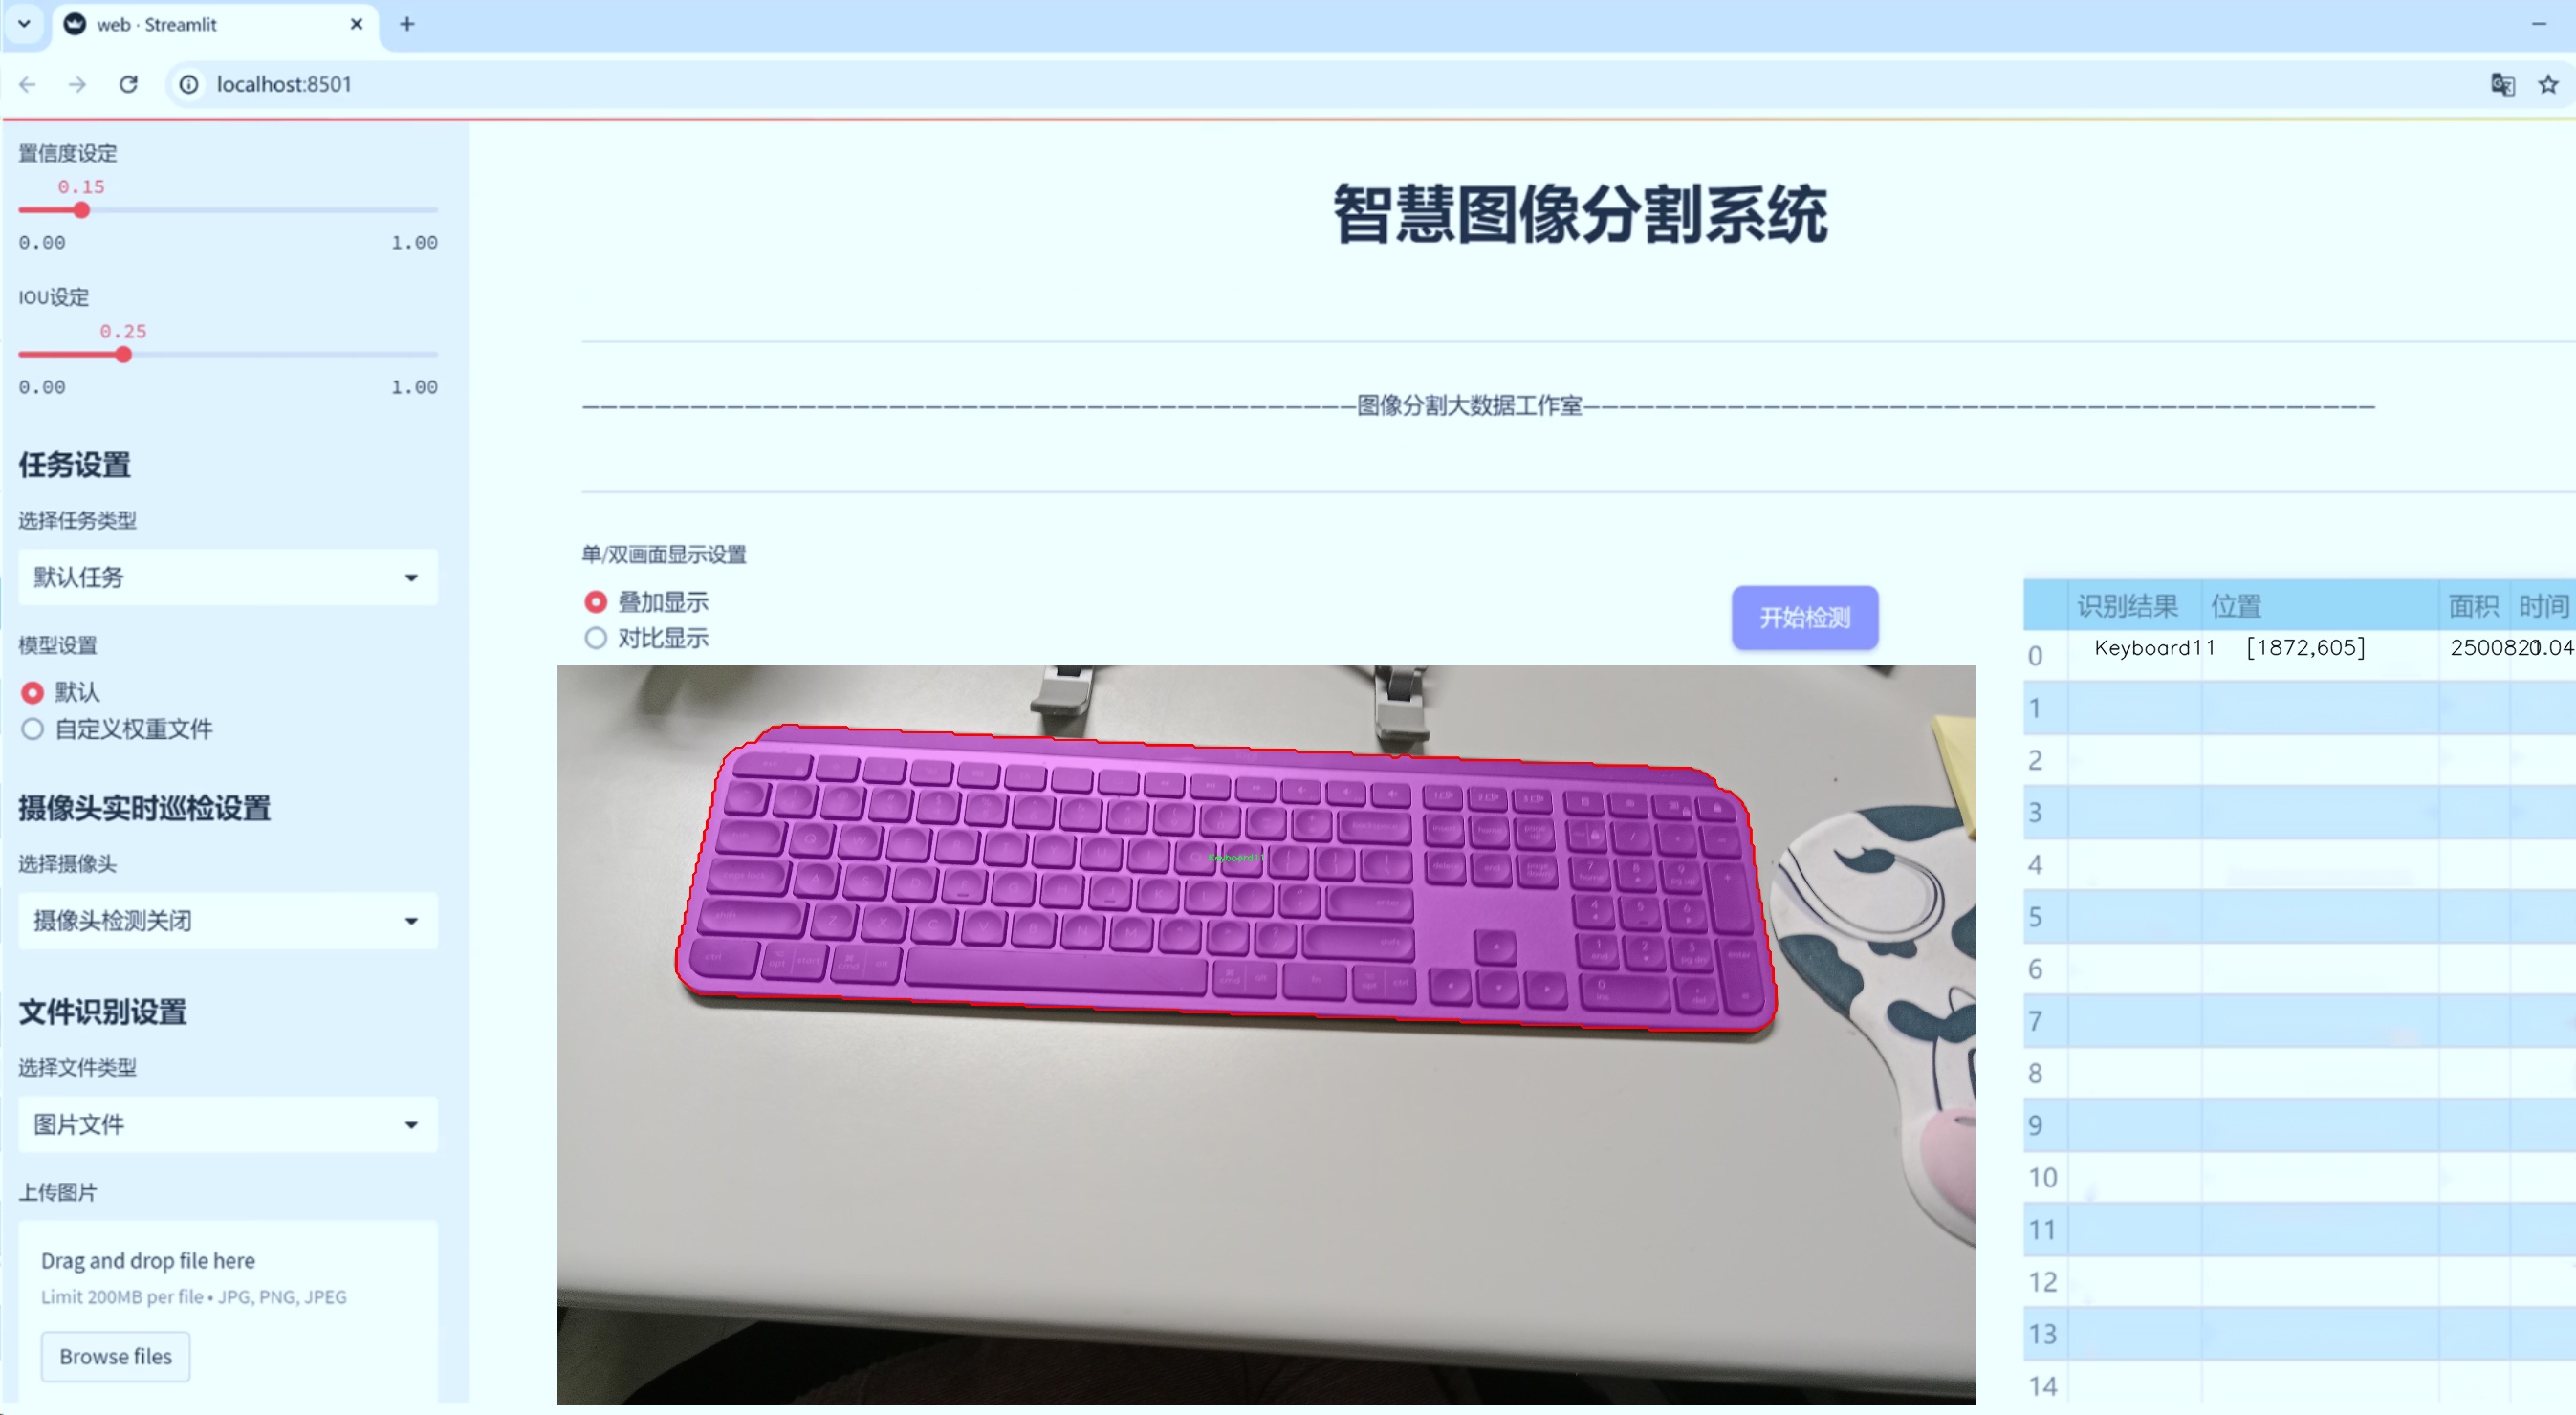 web · Streamlit
localhost:8501
置信度设定
0.15
0.00 1.00
IOU设定
0.25
0.00 1.00
任务设置
选择任务类型
默认任务
模型设置
默认
自定义权重文件
摄像头实时巡检设置
选择摄像头
摄像头检测关闭
文件识别设置
选择文件类型
图片文件
上传图片
Drag and drop file here
Limit 200MB per file • JPG, PNG, JPEG
Browse files
智慧图像分割系统
图像分割大数据工作室
单/双画面显示设置
叠加显示
对比显示
开始检测
Keyboard11
识别结果 位置 面积 时间
0 Keyboard11 [1872,605]
1
2
3
4
5
6
7
8
9
10
11
12
13
14